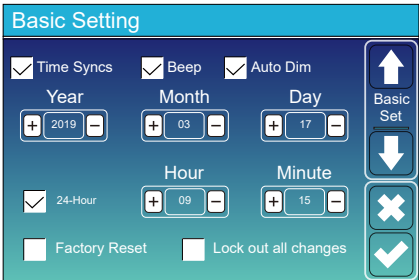 Basic Setting
Time Syncs Beep Auto Dim
Year Month Day
Basic Set
+ 2019 - + 03 - + 17 -
Hour Minute
24-Hour + 09 - + 15 -
Factory Reset Lock out all changes